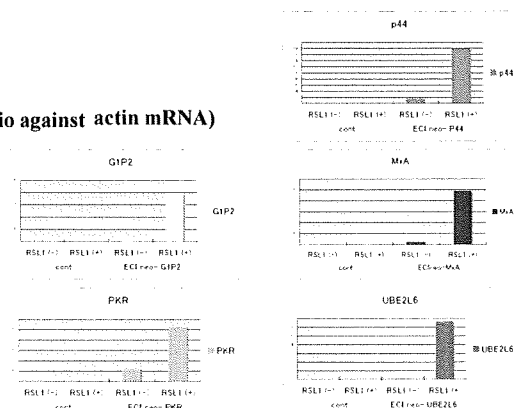 p44
p44
RSL1 (-) RSL1 (+) RSL1 (-) RSL1 (+)
cont ECI neo- P44
io against actin mRNA)
G1P2
G1P2
RSL1 (-) RSL1 (+) RSL1 (-) RSL1 (+)
cont ECI neo- G1P2
MxA
MxA
RSL1 (-) RSL1 (+) RSL1 (-) RSL1 (+)
cont ECI neo-MxA
PKR
PKR
RSL1 (-) RSL1 (+) RSL1 (-) RSL1 (+)
cont ECI neo- PKR
UBE2L6
UBE2L6
RSL1 (-) RSL1 (+) RSL1 (-) RSL1 (+)
cont ECI neo- UBE2L6